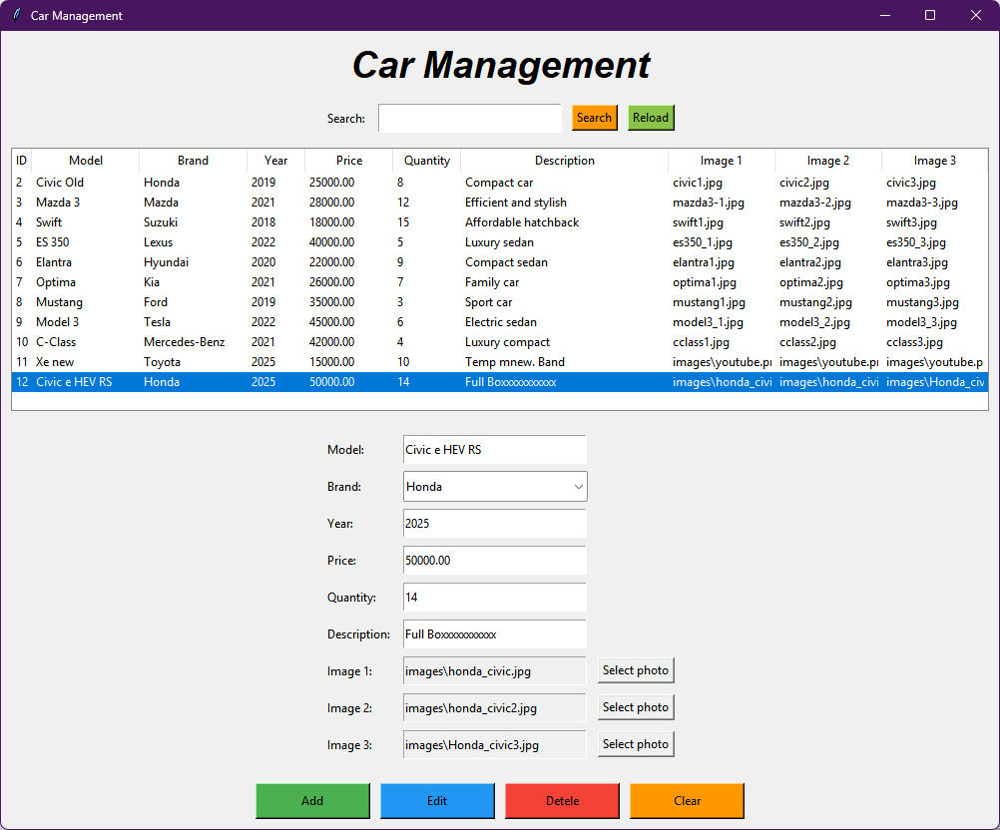 Car Management
Car Management
Search: Search Reload
ID Model Brand Year Price Quantity Description Image 1 Image 2 Image 3
2 Civic Old Honda 2019 25000.00 8 Compact car civic1.jpg civic2.jpg civic3.jpg
3 Mazda 3 Mazda 2021 28000.00 12 Efficient and stylish mazda3-1.jpg mazda3-2.jpg mazda3-3.jpg
4 Swift Suzuki 2018 18000.00 15 Affordable hatchback swift1.jpg swift2.jpg swift3.jpg
5 ES 350 Lexus 2022 40000.00 5 Luxury sedan es350_1.jpg es350_2.jpg es350_3.jpg
6 Elantra Hyundai 2020 22000.00 9 Compact sedan elantra1.jpg elantra2.jpg elantra3.jpg
7 Optima Kia 2021 26000.00 7 Family car optima1.jpg optima2.jpg optima3.jpg
8 Mustang Ford 2019 35000.00 3 Sport car mustang1.jpg mustang2.jpg mustang3.jpg
9 Model 3 Tesla 2022 45000.00 6 Electric sedan model3_1.jpg model3_2.jpg model3_3.jpg
10 C-Class Mercedes-Benz 2021 42000.00 4 Luxury compact cclass1.jpg cclass2.jpg cclass3.jpg
11 Xe new Toyota 2025 15000.00 10 Temp mnew. Band images\youtube.pr images\youtube.pr images\youtube.p
12 Civic e HEV RS Honda 2025 50000.00 14 Full Boxxxxxxxxxxx images\honda_civi images\honda_civi images\Honda_civ
Model: Civic e HEV RS
Brand: Honda
Year: 2025
Price: 50000.00
Quantity: 14
Description: Full Boxxxxxxxxxxx
Image 1: images\honda_civic.jpg Select photo
Image 2: images\honda_civic2.jpg Select photo
Image 3: images\Honda_civic3.jpg Select photo
Add Edit Detele Clear